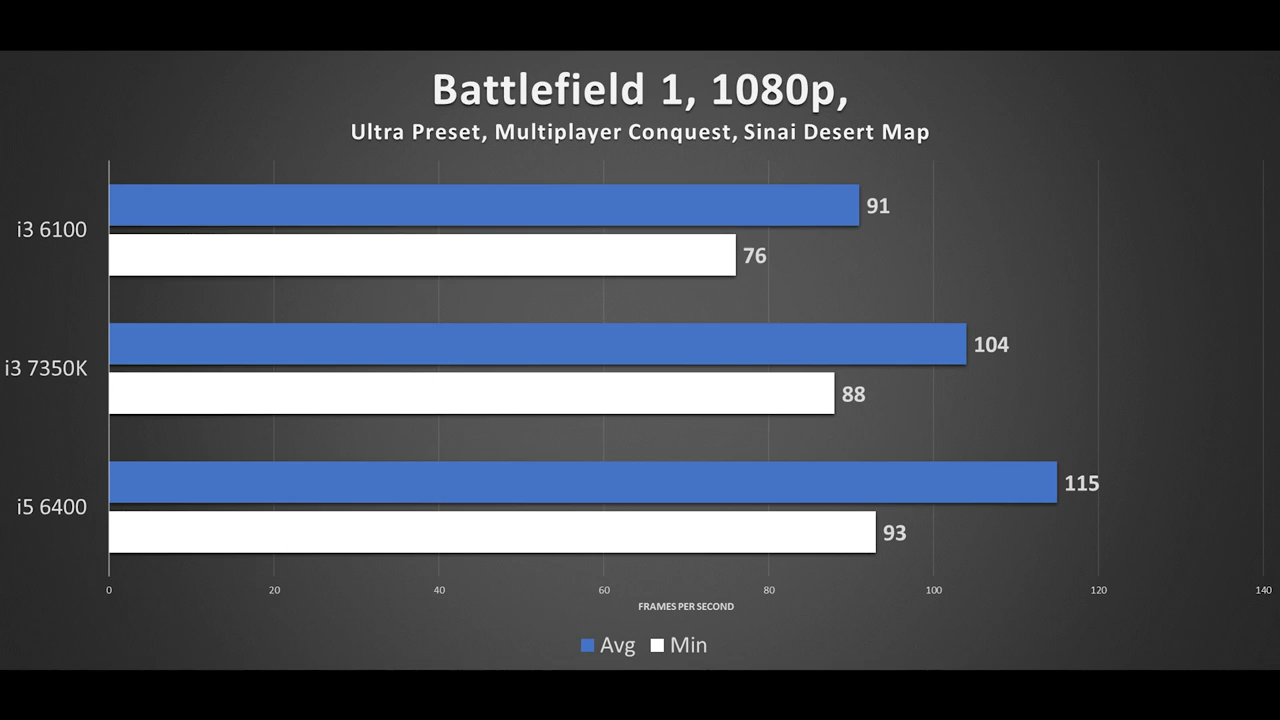 Battlefield 1, 1080p,
Ultra Preset, Multiplayer Conquest, Sinai Desert Map
i3 6100
91
76
i3 7350K
104
88
i5 6400
115
93
0 20 40 60 80 100 120 140
FRAMES PER SECOND
Avg Min